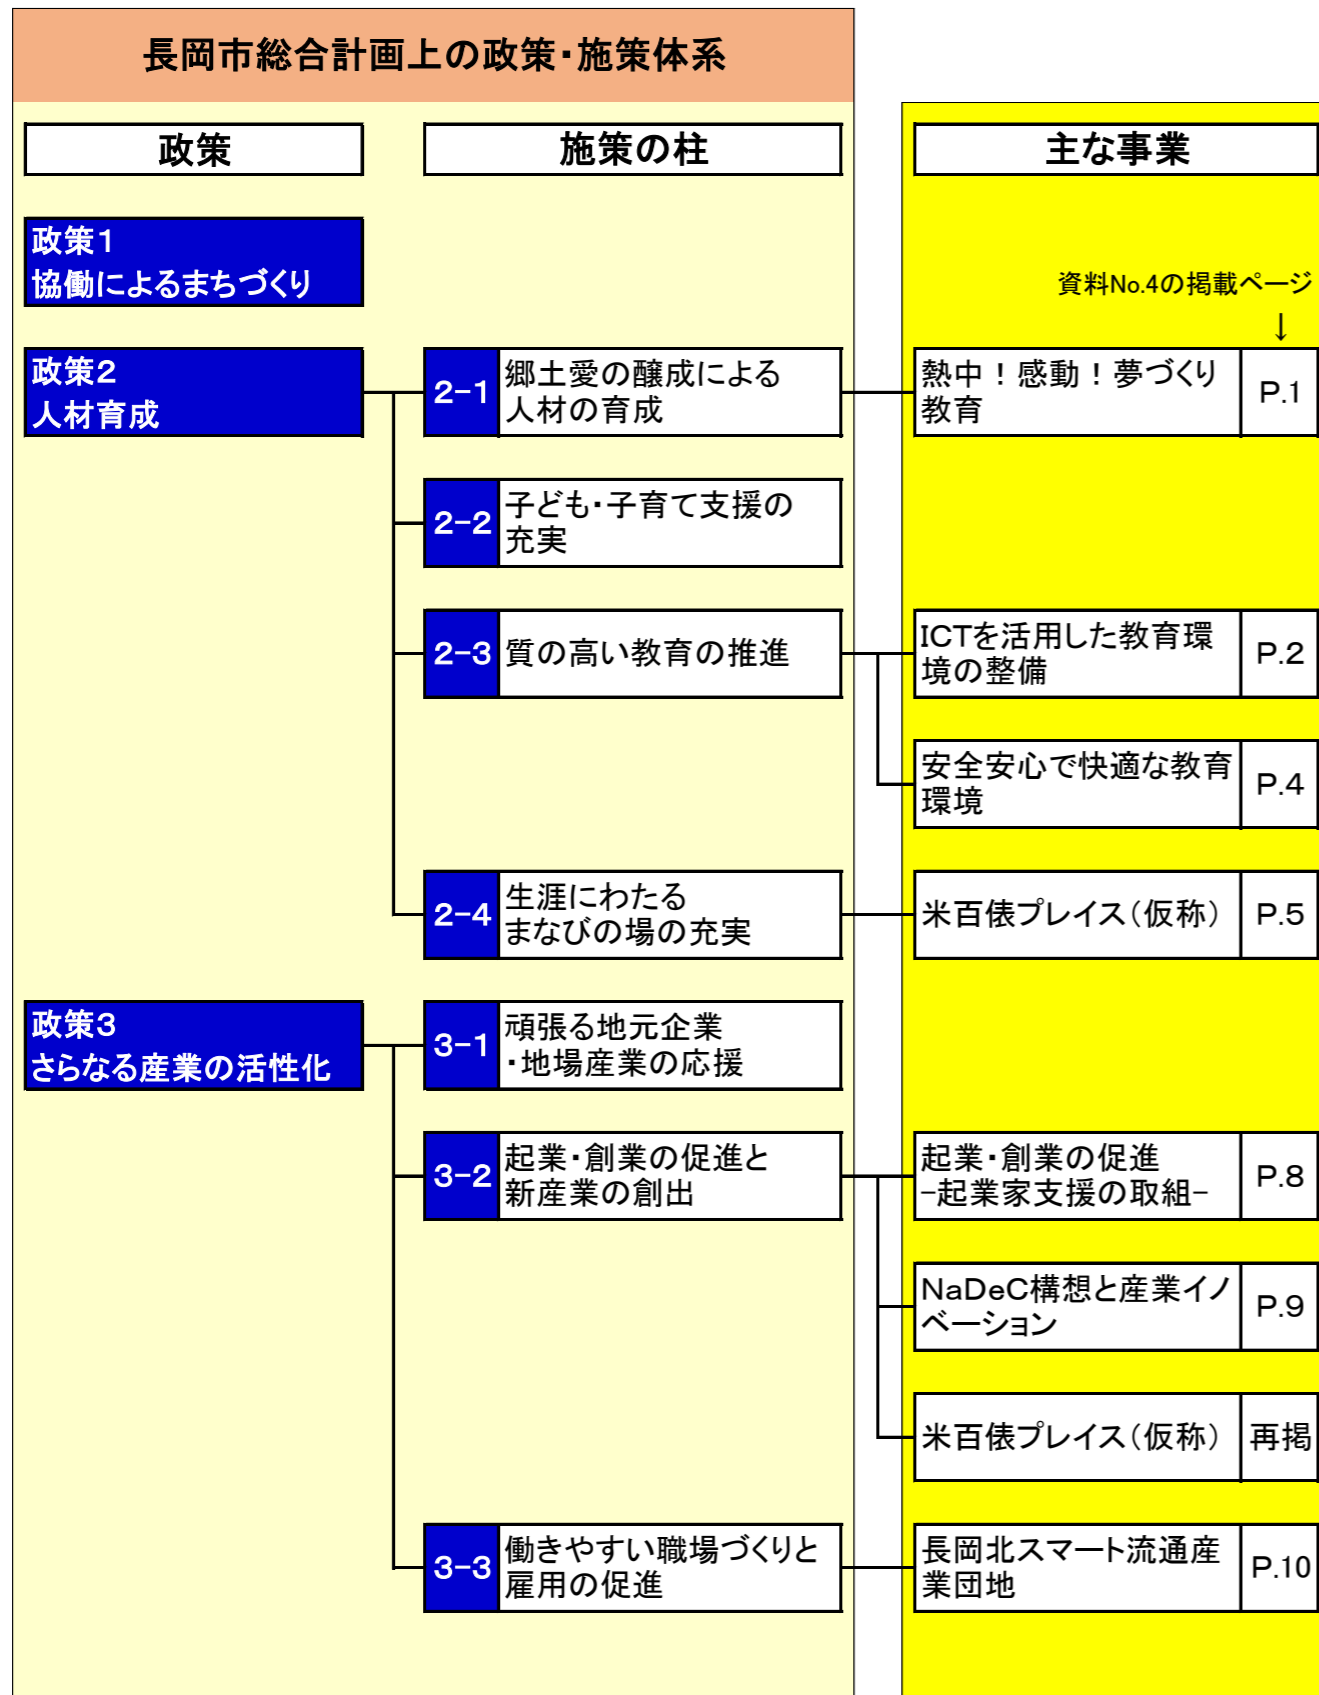 長岡市総合計画上の政策・施策体系
政策
施策の柱
主な事業
政策1
協働によるまちづくり
資料No.4の掲載ページ
↓
政策2
人材育成
2-1
郷土愛の醸成による
人材の育成
熱中！感動！夢づくり
教育
P.1
2-2
子ども・子育て支援の
充実
2-3
質の高い教育の推進
ICTを活用した教育環
境の整備
P.2
安全安心で快適な教育
環境
P.4
2-4
生涯にわたる
まなびの場の充実
米百俵プレイス（仮称）
P.5
政策3
さらなる産業の活性化
3-1
頑張る地元企業
・地場産業の応援
3-2
起業・創業の促進と
新産業の創出
起業・創業の促進
-起業家支援の取組-
P.8
NaDeC構想と産業イノ
ベーション
P.9
米百俵プレイス（仮称）
再掲
3-3
働きやすい職場づくりと
雇用の促進
長岡北スマート流通産
業団地
P.10